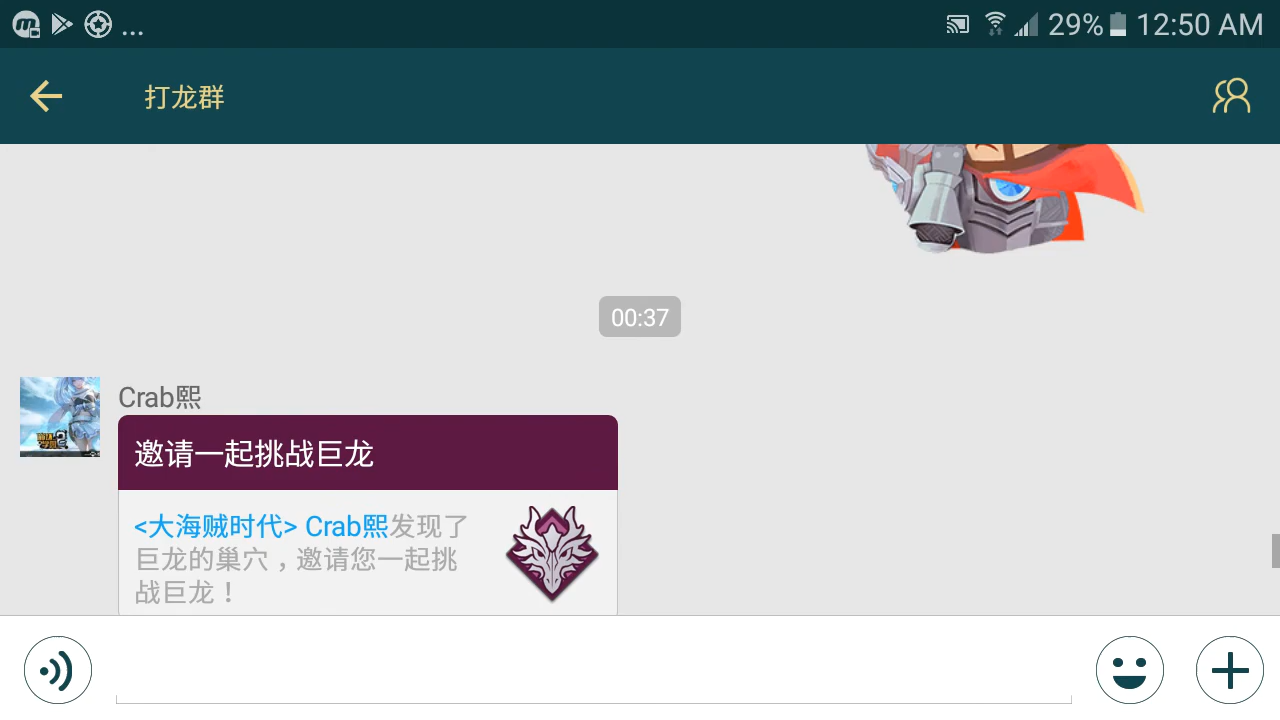 ... 29% 12:50 AM
打龙群
00:37
Crab熙
邀请一起挑战巨龙
<大海贼时代> Crab熙发现了
巨龙的巢穴，邀请您一起挑
战巨龙！